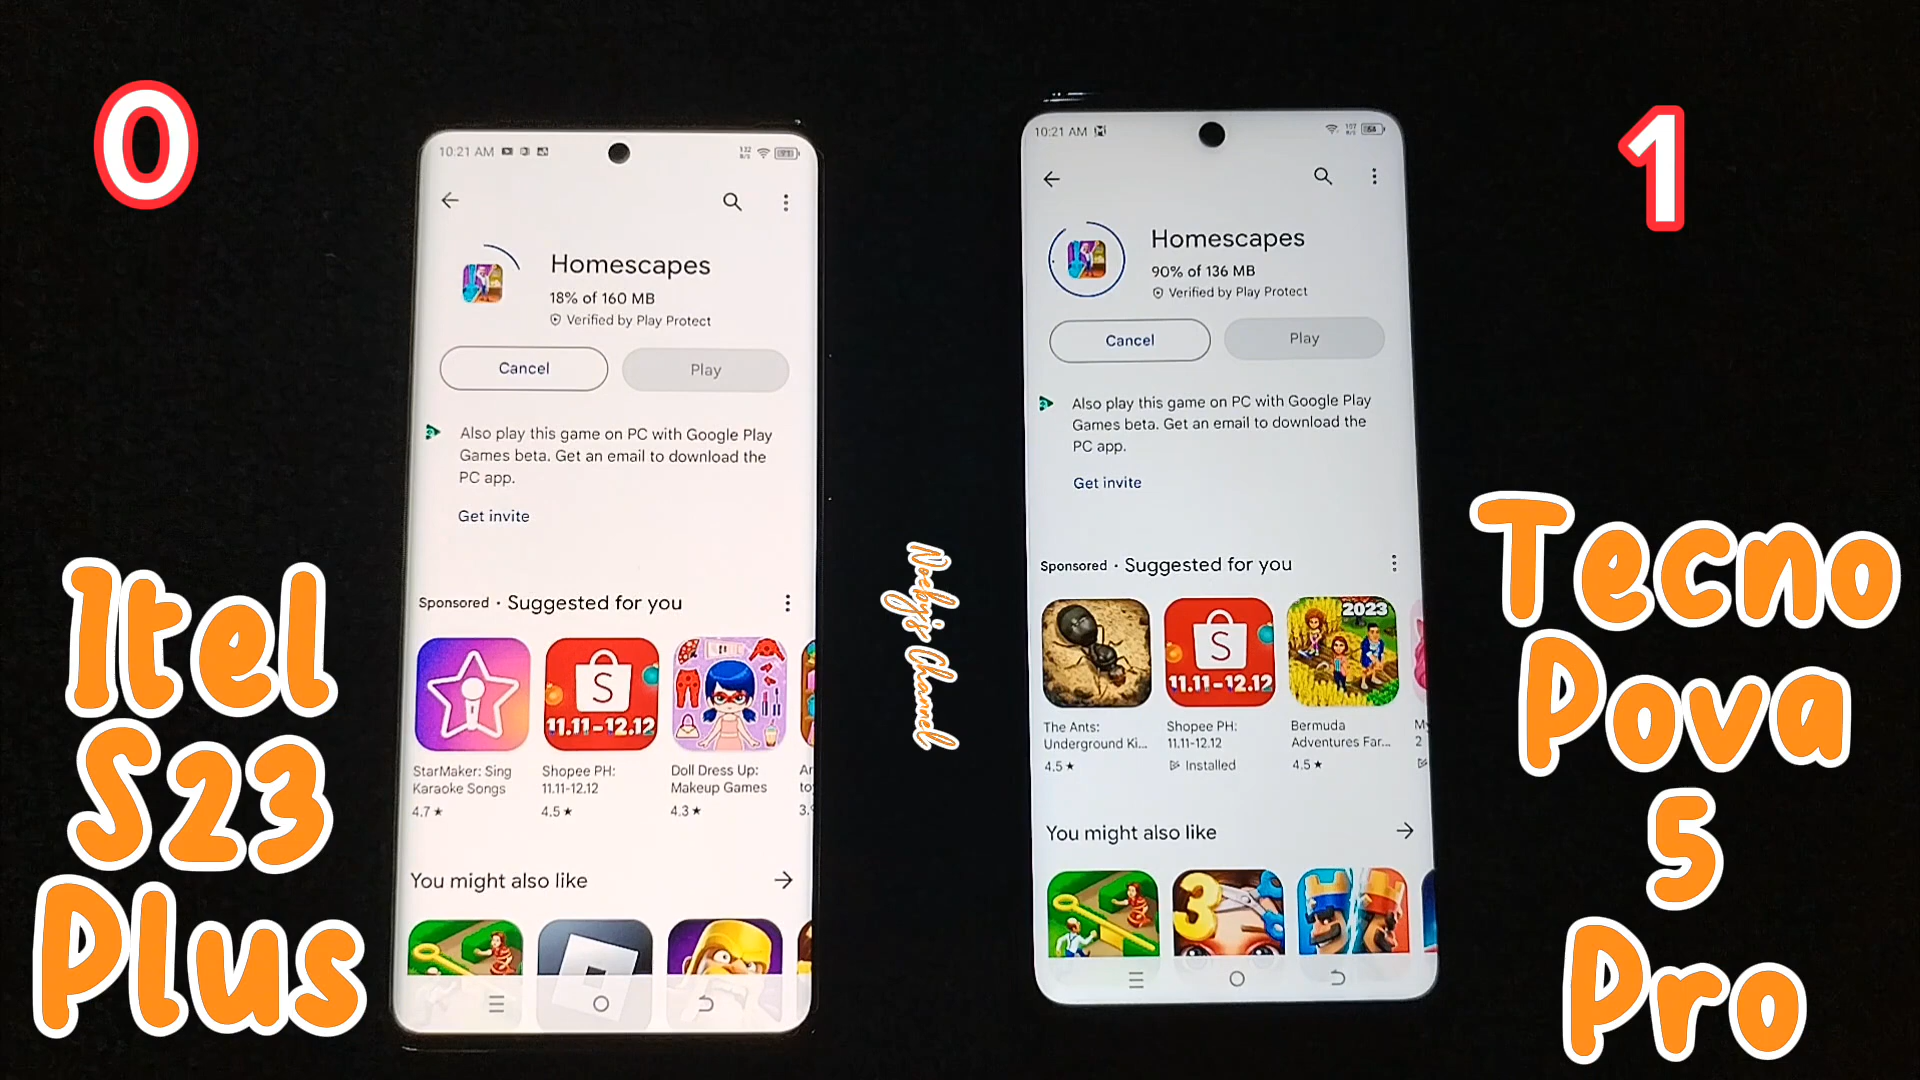 0
1
10:21 AM
Homescapes
18% of 160 MB
Verified by Play Protect
Cancel
Play
Also play this game on PC with Google Play
Games beta. Get an email to download the
PC app.
Get invite
Sponsored · Suggested for you
S
11.11-12.12
StarMaker: Sing
Karaoke Songs
4.7 ★
Shopee PH:
11.11-12.12
4.5 ★
Doll Dress Up:
Makeup Games
4.3 ★
You might also like
10:21 AM
Homescapes
90% of 136 MB
Verified by Play Protect
Cancel
Play
Also play this game on PC with Google Play
Games beta. Get an email to download the
PC app.
Get invite
Sponsored · Suggested for you
S
11.11-12.12
2023
The Ants:
Underground Ki...
4.5 ★
Shopee PH:
11.11-12.12
Installed
Bermuda
Adventures Far...
4.5 ★
You might also like
3
Itel
S23
Plus
Noeby's Channel
Tecno
Pova
5
Pro